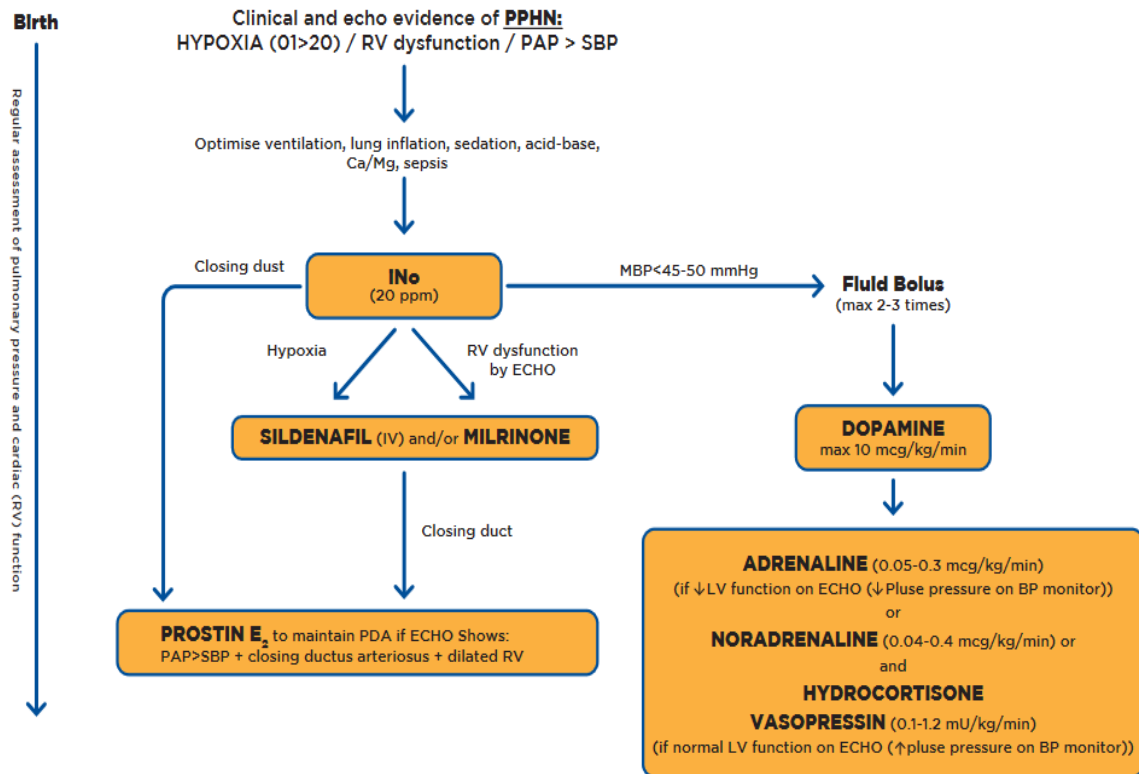 Birth
Clinical and echo evidence of PPHN:
HYPOXIA (01>20) / RV dysfunction / PAP > SBP
Regular assessment of pulmonary pressure and cardiac (RV) function
Optimise ventilation, lung inflation, sedation, acid-base,
Ca/Mg, sepsis
Closing dust
INo
(20 ppm)
MBP<45-50 mmHg
Fluid Bolus
(max 2-3 times)
Hypoxia
RV dysfunction
by ECHO
SILDENAFIL (IV) and/or MILRINONE
DOPAMINE
max 10 mcg/kg/min
Closing duct
PROSTIN E₂ to maintain PDA if ECHO Shows:
PAP>SBP + closing ductus arteriosus + dilated RV
ADRENALINE (0.05-0.3 mcg/kg/min)
(if ↓LV function on ECHO (↓Pluse pressure on BP monitor))
or
NORADRENALINE (0.04-0.4 mcg/kg/min) or
and
HYDROCORTISONE
VASOPRESSIN (0.1-1.2 mU/kg/min)
(if normal LV function on ECHO (↑pluse pressure on BP monitor))